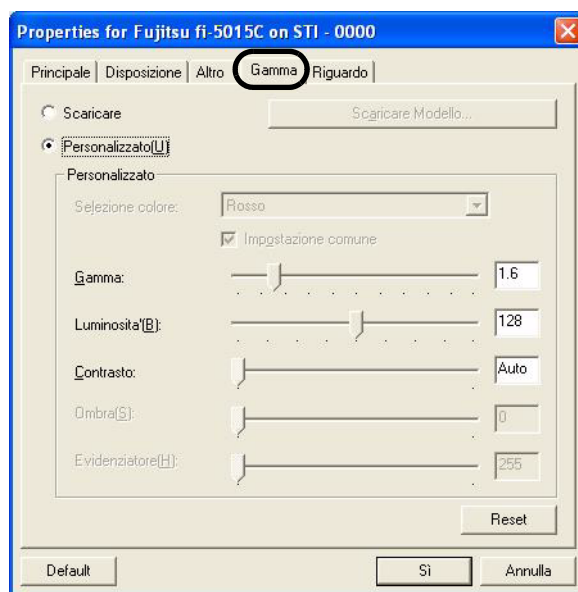 Properties for Fujitsu fi-5015C on STI - 0000
Principale Disposizione Altro Gamma Riguardo
Scaricare Scaricare Modello...
Personalizzato(U)
Personalizzato
Selezione colore: Rosso
Impostazione comune
Gamma: 1.6
Luminosita'(B): 128
Contrasto: Auto
Ombra(S): 0
Evidenziatore(H): 255
Reset
Default Sì Annulla